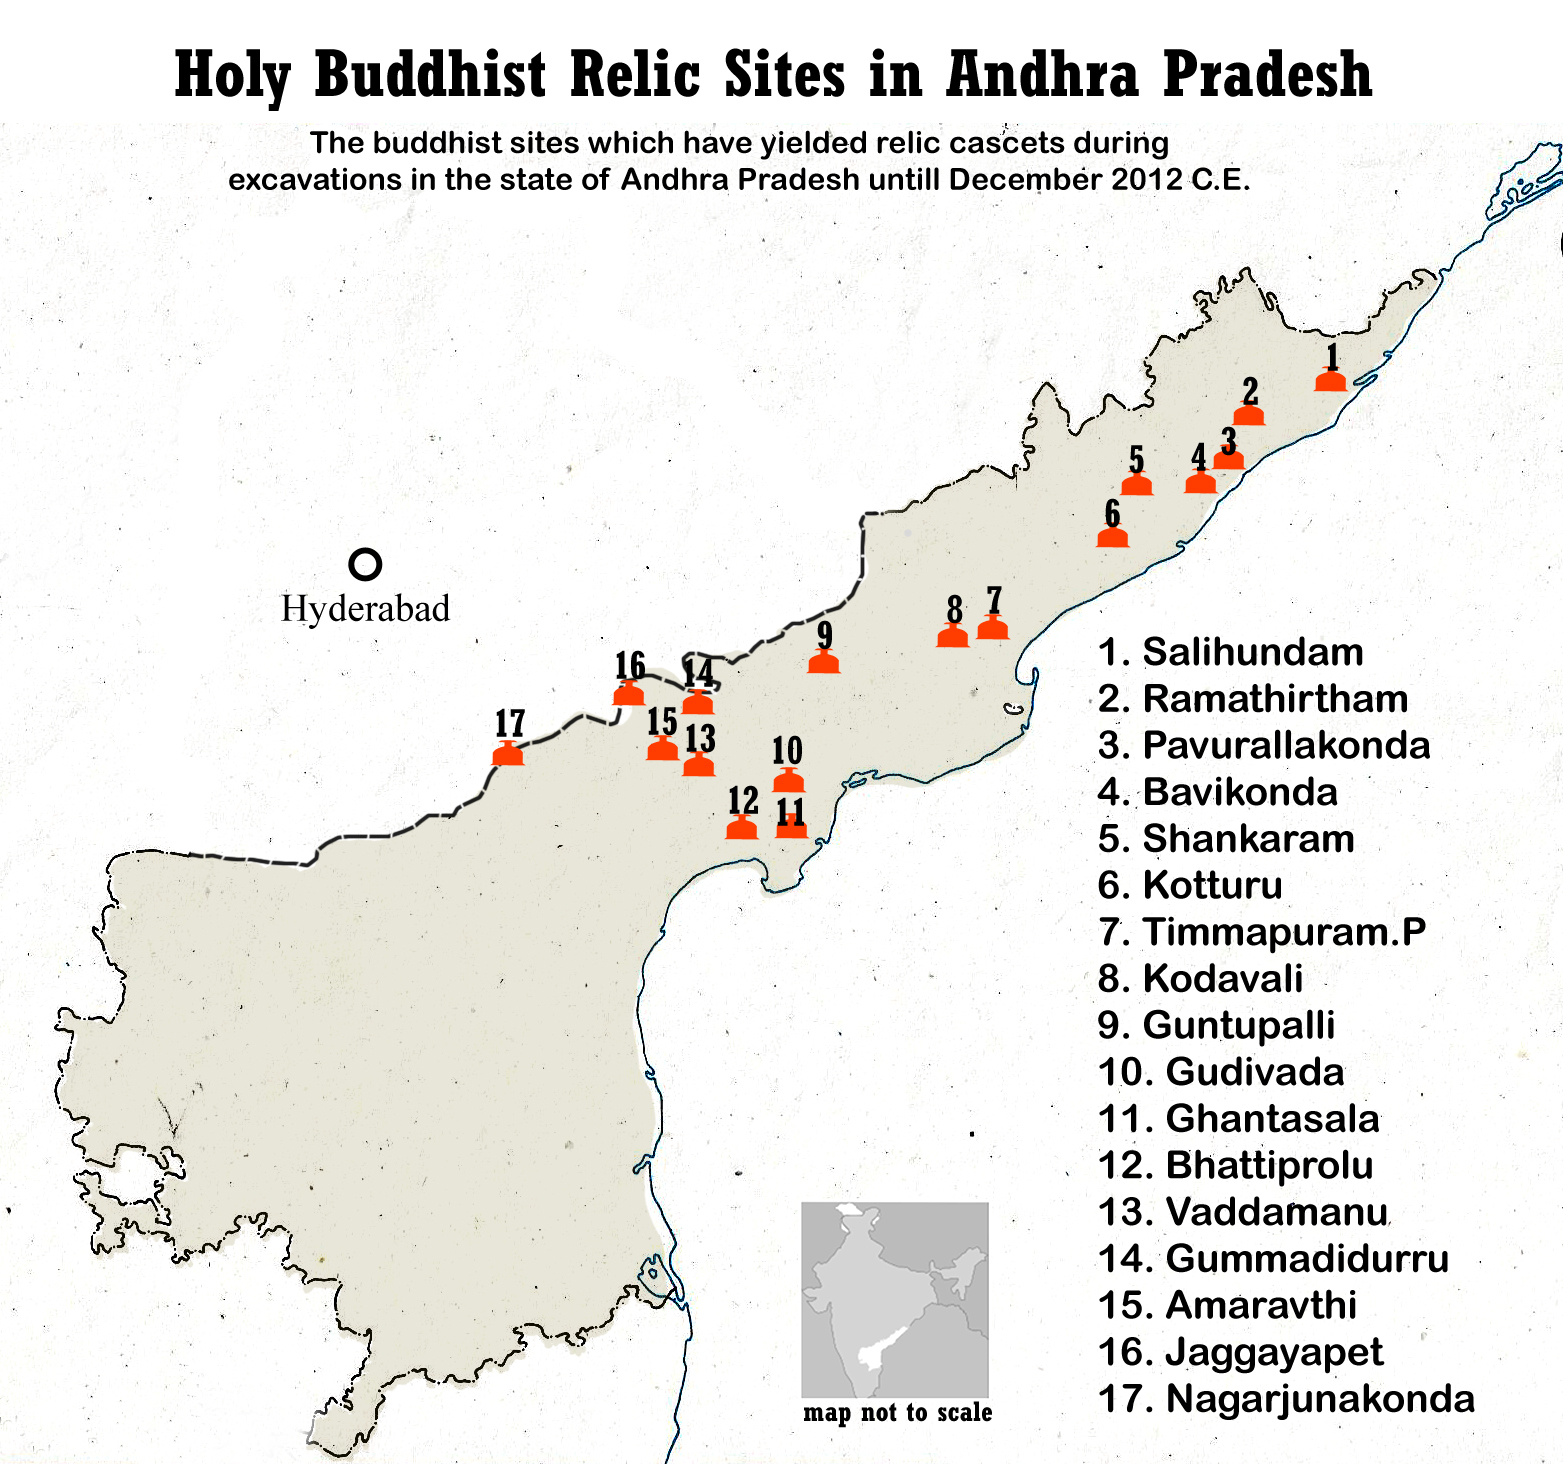 Holy Buddhist Relic Sites in Andhra Pradesh
The buddhist sites which have yielded relic cascets during
excavations in the state of Andhra Pradesh untill December 2012 C.E.
1
2
3
4
5
6
Hyderabad
7
8
9
16
14
17
15
13
10
12
11
1. Salihundam
2. Ramathirtham
3. Pavurallakonda
4. Bavikonda
5. Shankaram
6. Kotturu
7. Timmapuram.P
8. Kodavali
9. Guntupalli
10. Gudivada
11. Ghantasala
12. Bhattiprolu
13. Vaddamanu
14. Gummadidurru
15. Amaravthi
16. Jaggayapet
17. Nagarjunakonda
map not to scale